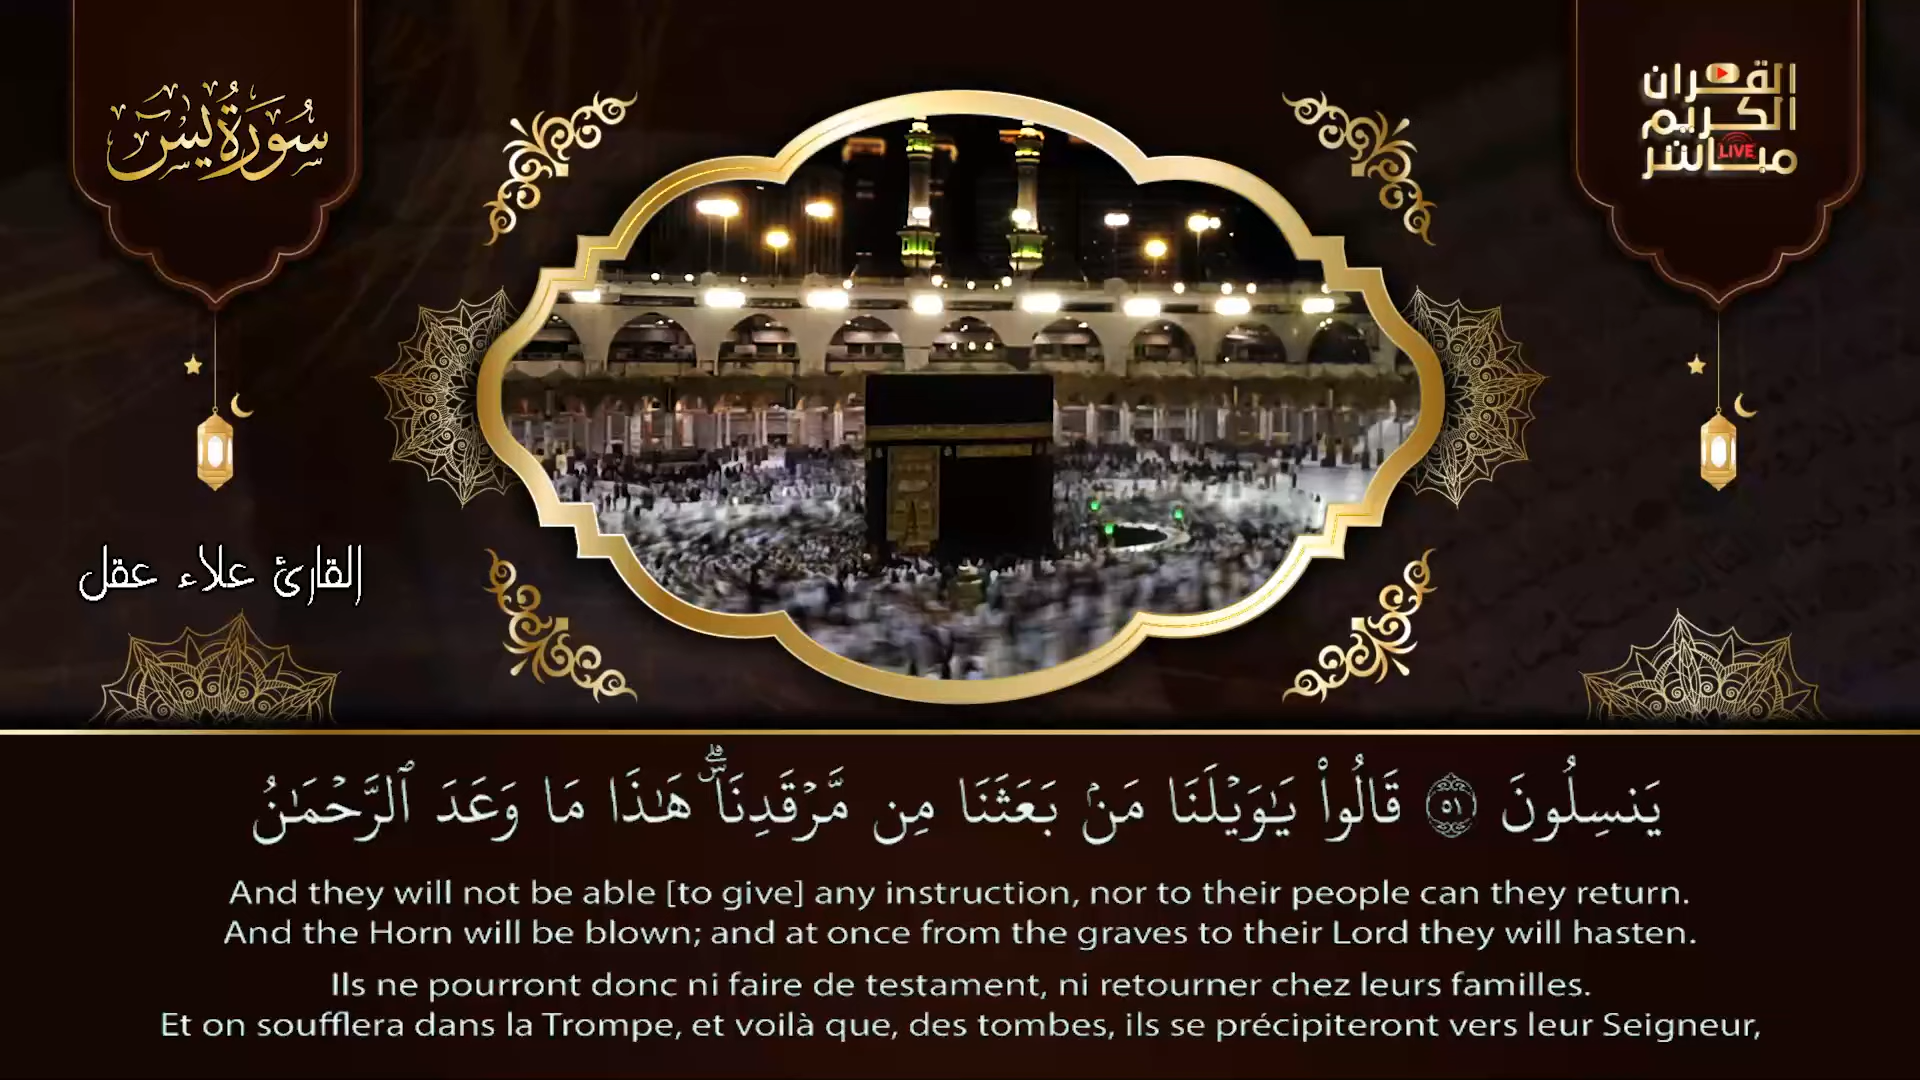 سُورَةُ يسٓ
القرآن
الكريم
مباشر
LIVE
القارئ علاء عقل
يَنسِلُونَ ٥١ قَالُوا۟ يَـٰوَيْلَنَا مَنۢ بَعَثَنَا مِن مَّرْقَدِنَا ۜ ۗ هَـٰذَا مَا وَعَدَ ٱلرَّحْمَـٰنُ
And they will not be able [to give] any instruction, nor to their people can they return.
And the Horn will be blown; and at once from the graves to their Lord they will hasten.
Ils ne pourront donc ni faire de testament, ni retourner chez leurs familles.
Et on soufflera dans la Trompe, et voilà que, des tombes, ils se précipiteront vers leur Seigneur,